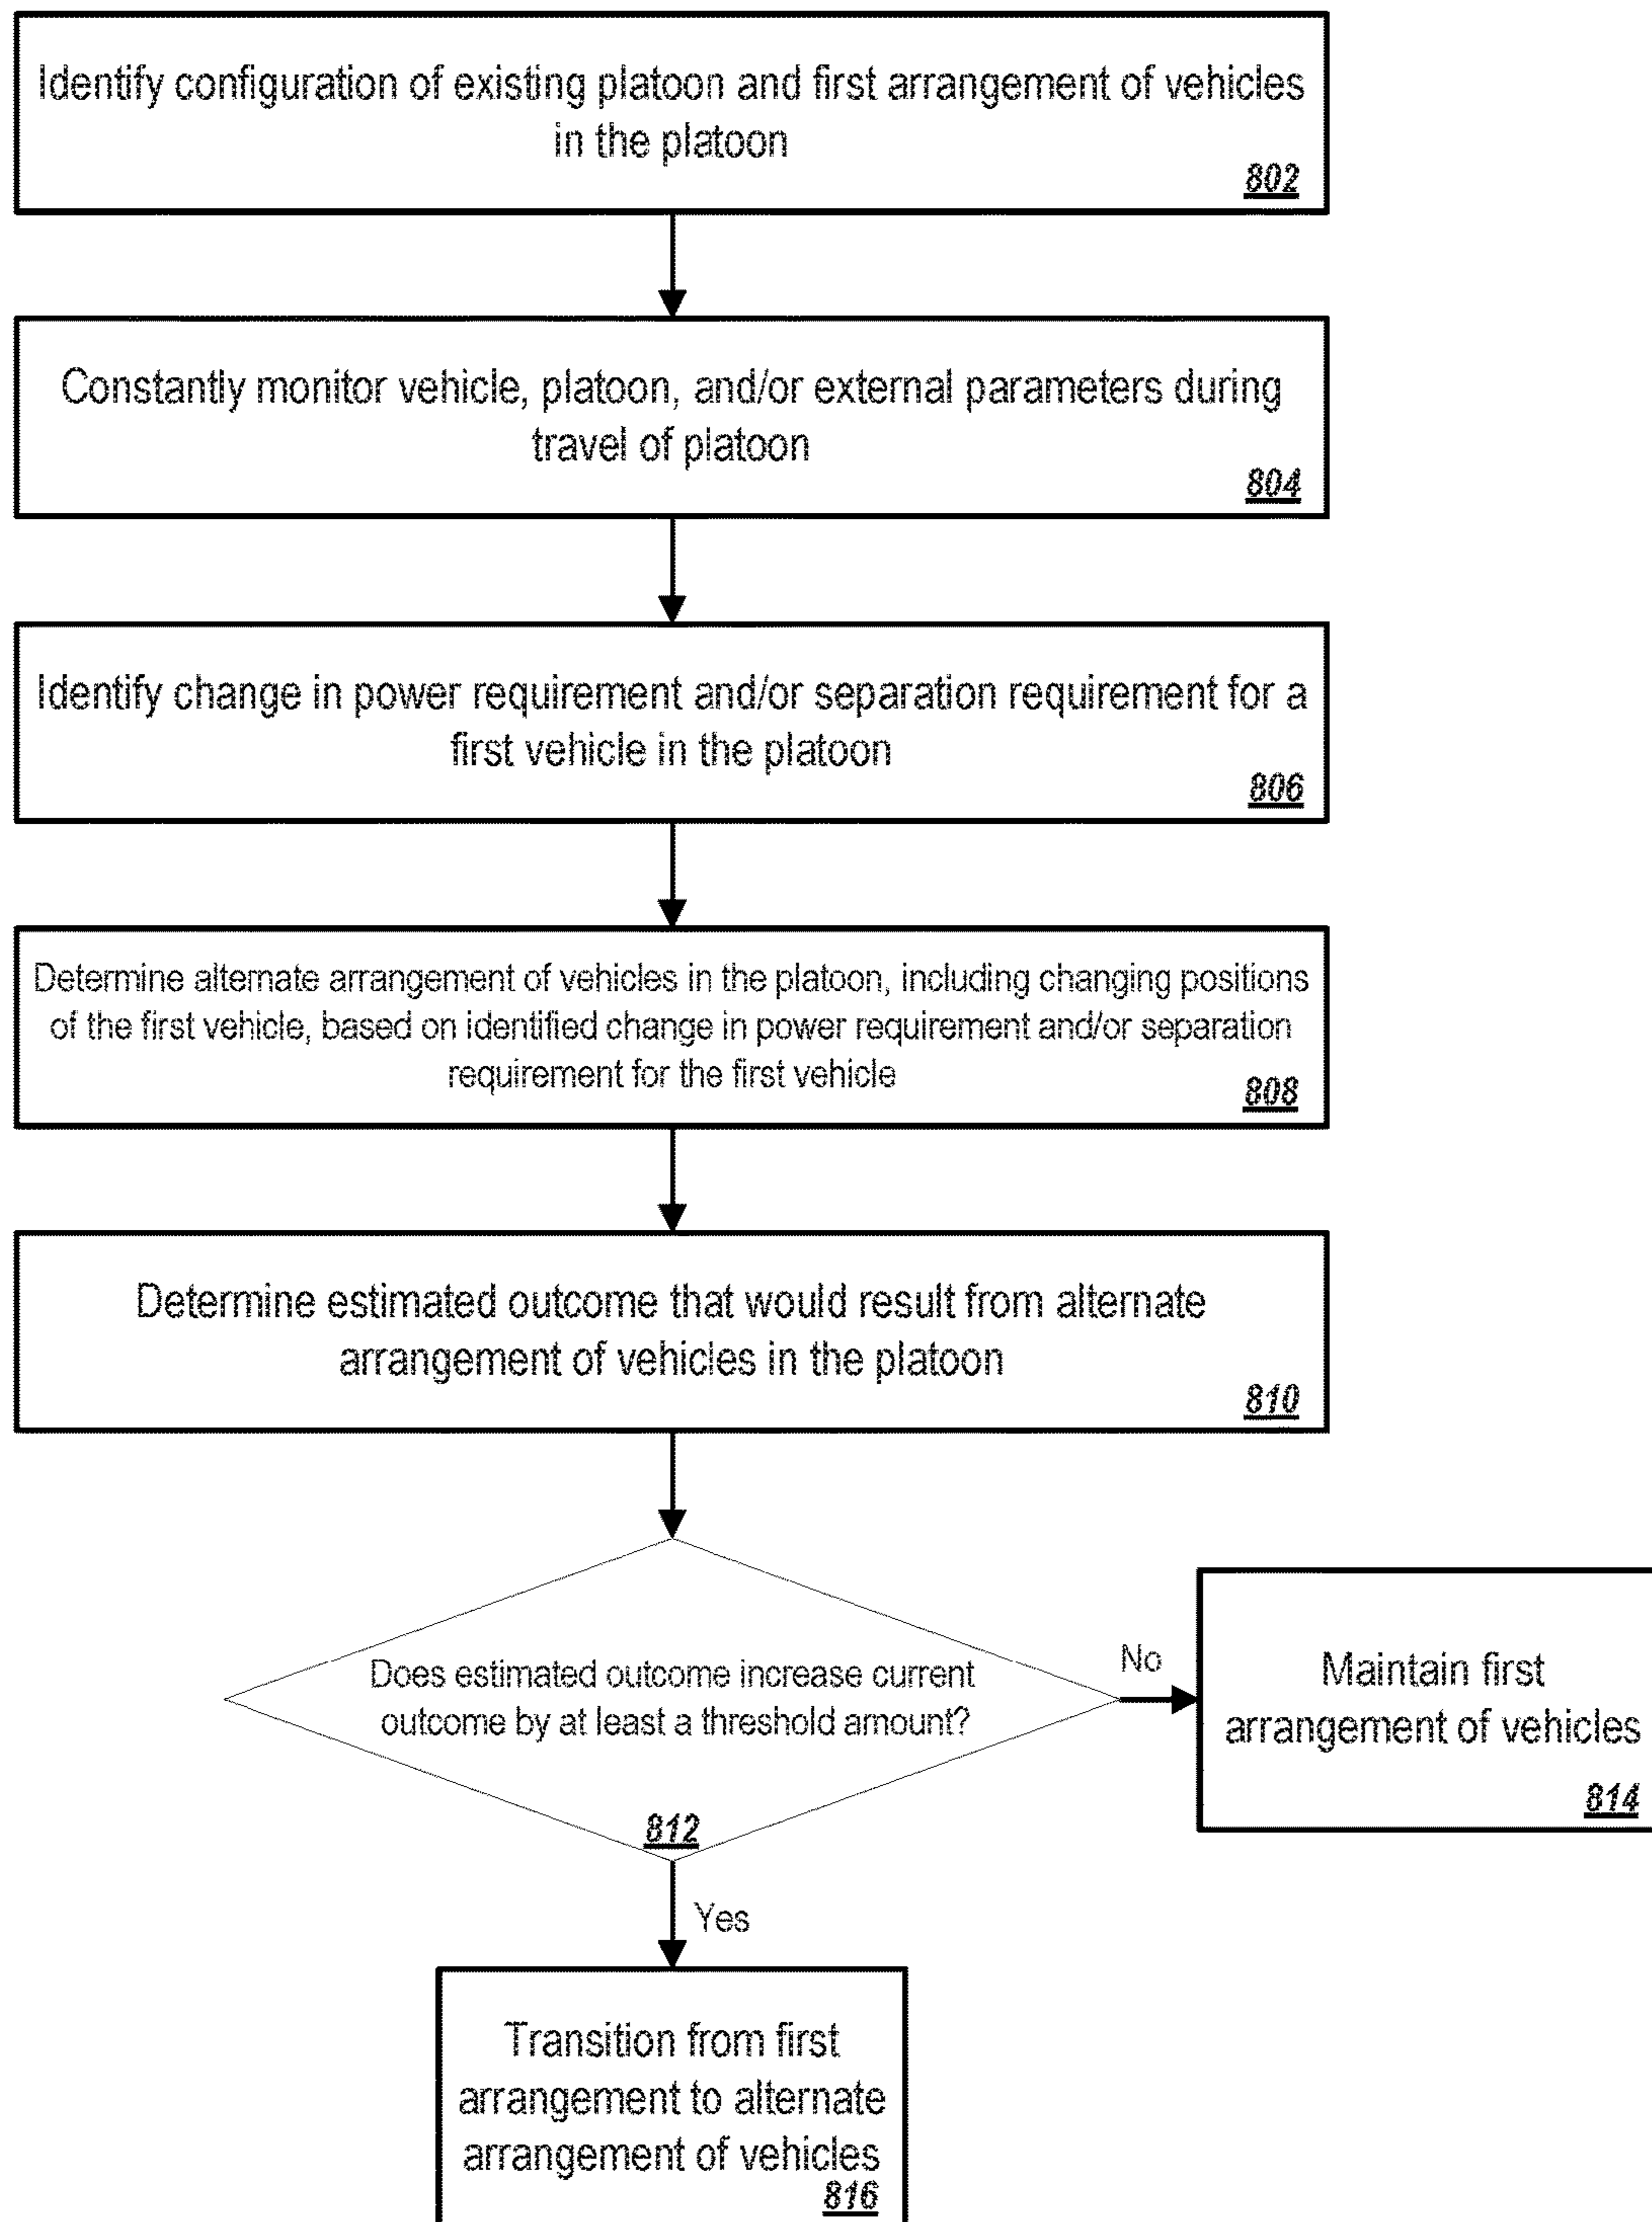 Identify configuration of existing platoon and first arrangement of vehicles
in the platoon
802
Constantly monitor vehicle, platoon, and/or external parameters during
travel of platoon
804
Identify change in power requirement and/or separation requirement for a
first vehicle in the platoon
806
Determine alternate arrangement of vehicles in the platoon, including changing positions
of the first vehicle, based on identified change in power requirement and/or separation
requirement for the first vehicle
808
Determine estimated outcome that would result from alternate
arrangement of vehicles in the platoon
810
Does estimated outcome increase current
outcome by at least a threshold amount?
812
No
Maintain first
arrangement of vehicles
814
Yes
Transition from first
arrangement to alternate
arrangement of vehicles
816